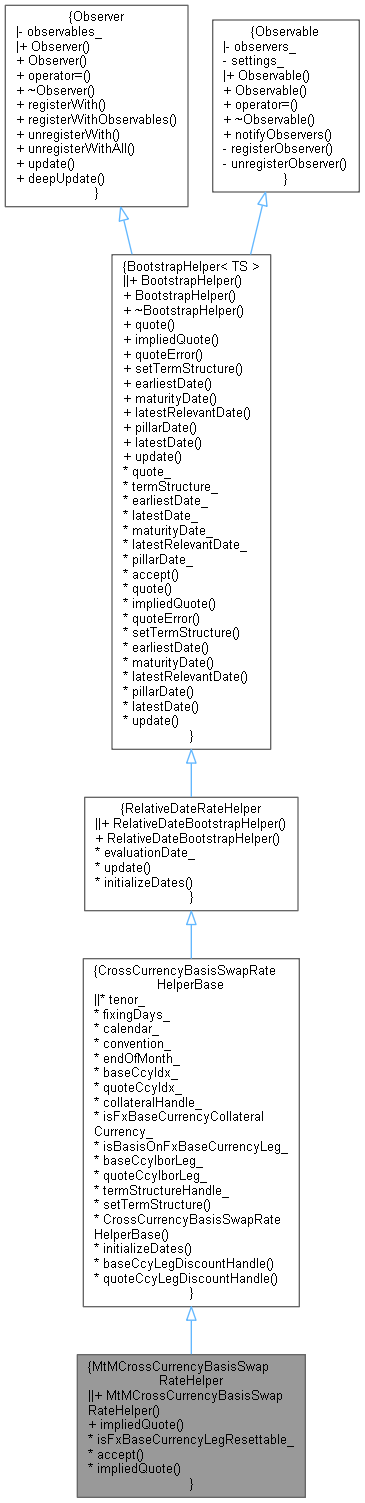 {Observer
|- observables_
|+ Observer()
+ Observer()
+ operator=()
+ ~Observer()
+ registerWith()
+ registerWithObservables()
+ unregisterWith()
+ unregisterWithAll()
+ update()
+ deepUpdate()
}
{Observable
|- observers_
- settings_
|+ Observable()
+ Observable()
+ operator=()
+ ~Observable()
+ notifyObservers()
- registerObserver()
- unregisterObserver()
}
{BootstrapHelper< TS >
||+ BootstrapHelper()
+ BootstrapHelper()
+ ~BootstrapHelper()
+ quote()
+ impliedQuote()
+ quoteError()
+ setTermStructure()
+ earliestDate()
+ maturityDate()
+ latestRelevantDate()
+ pillarDate()
+ latestDate()
+ update()
* quote_
* termStructure_
* earliestDate_
* latestDate_
* maturityDate_
* latestRelevantDate_
* pillarDate_
* accept()
* quote()
* impliedQuote()
* quoteError()
* setTermStructure()
* earliestDate()
* maturityDate()
* latestRelevantDate()
* pillarDate()
* latestDate()
* update()
}
{RelativeDateRateHelper
||+ RelativeDateBootstrapHelper()
+ RelativeDateBootstrapHelper()
* evaluationDate_
* update()
* initializeDates()
}
{CrossCurrencyBasisSwapRate
HelperBase
||* tenor_
* fixingDays_
* calendar_
* convention_
* endOfMonth_
* baseCcyIdx_
* quoteCcyIdx_
* collateralHandle_
* isFxBaseCurrencyCollateral
Currency_
* isBasisOnFxBaseCurrencyLeg_
* baseCcyIborLeg_
* quoteCcyIborLeg_
* termStructureHandle_
* setTermStructure()
* CrossCurrencyBasisSwapRate
HelperBase()
* initializeDates()
* baseCcyLegDiscountHandle()
* quoteCcyLegDiscountHandle()
}
{MtMCrossCurrencyBasisSwap
RateHelper
||+ MtMCrossCurrencyBasisSwap
RateHelper()
+ impliedQuote()
* isFxBaseCurrencyLegResettable_
* accept()
* impliedQuote()
}